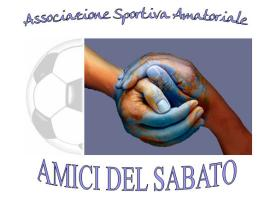 Associazione Sportiva Amatoriale
AMICI DEL SABATO